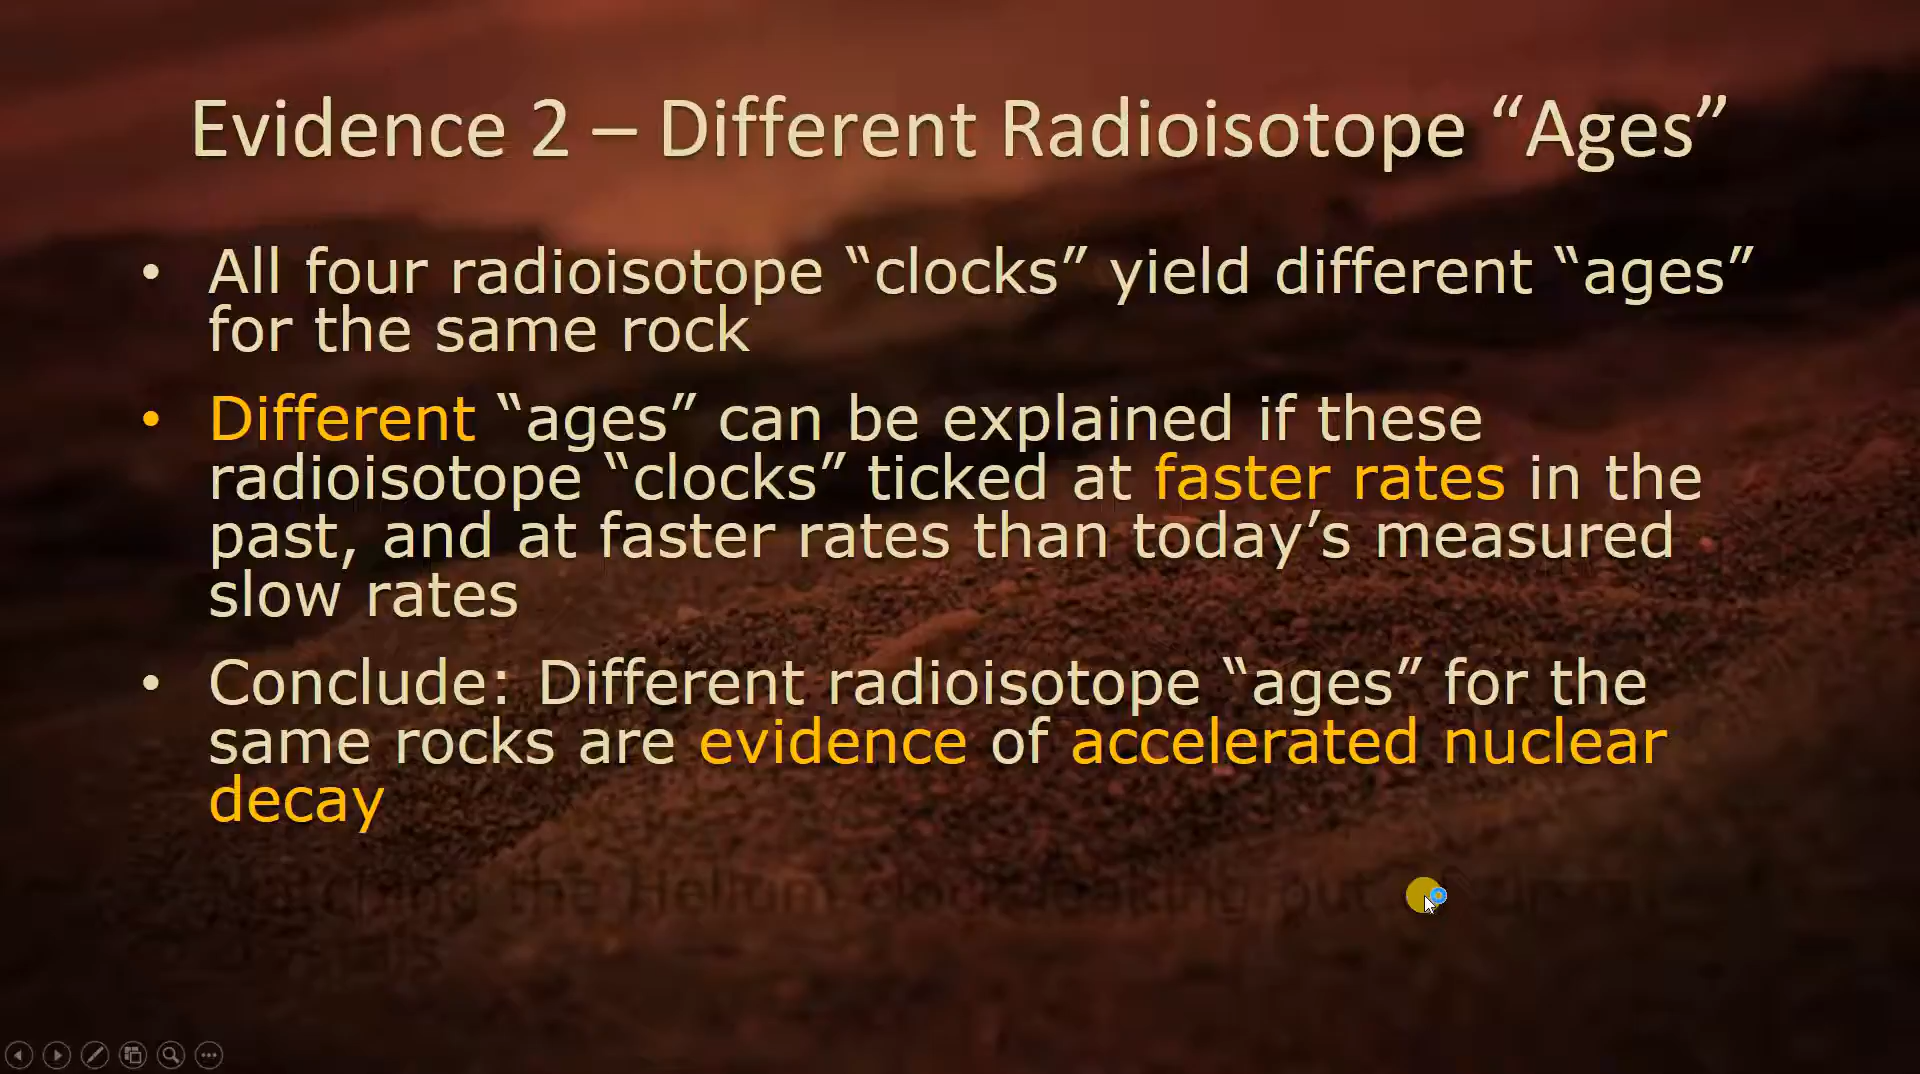 Evidence 2 – Different Radioisotope “Ages”
• All four radioisotope “clocks” yield different “ages”
for the same rock
• Different “ages” can be explained if these
radioisotope “clocks” ticked at faster rates in the
past, and at faster rates than today’s measured
slow rates
• Conclude: Different radioisotope “ages” for the
same rocks are evidence of accelerated nuclear
decay
the Helium